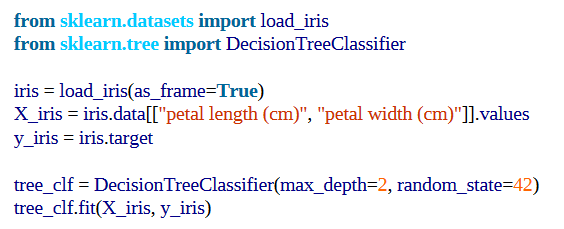 from sklearn.datasets import load_iris
from sklearn.tree import DecisionTreeClassifier
iris = load_iris(as_frame=True)
X_iris = iris.data[["petal length (cm)", "petal width (cm)"]].values
y_iris = iris.target
tree_clf = DecisionTreeClassifier(max_depth=2, random_state=42)
tree_clf.fit(X_iris, y_iris)